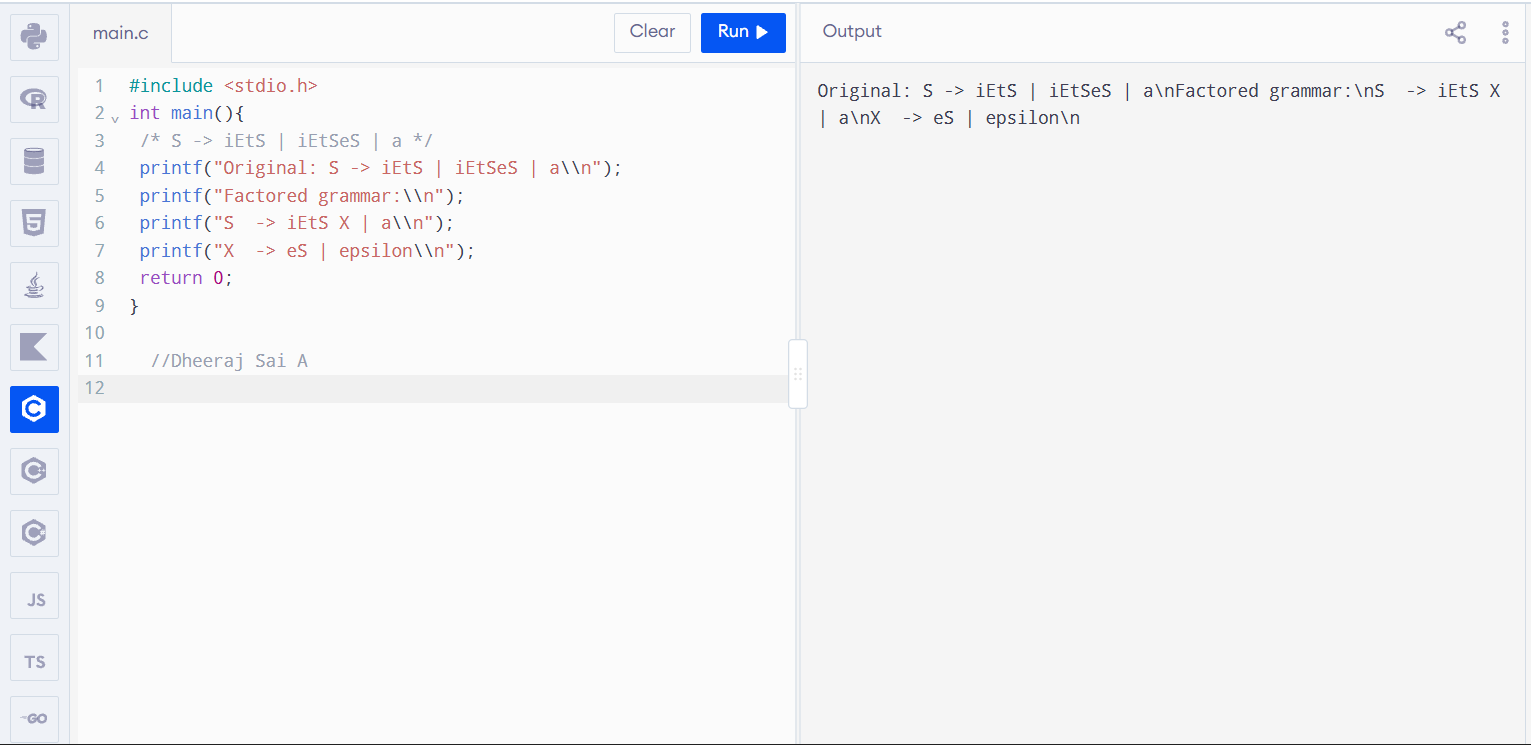 main.c
Clear
Run
Output
1 #include <stdio.h>
2 int main(){
3  /* S -> iEtS | iEtSeS | a */
4  printf("Original: S -> iEtS | iEtSeS | a\\n");
5  printf("Factored grammar:\\n");
6  printf("S  -> iEtS X | a\\n");
7  printf("X  -> eS | epsilon\\n");
8  return 0;
9 }
10
11   //Dheeraj Sai A
12
Original: S -> iEtS | iEtSeS | a\nFactored grammar:\nS  -> iEtS X
| a\nX  -> eS | epsilon\n
R
5
C
C
C
JS
TS
GO